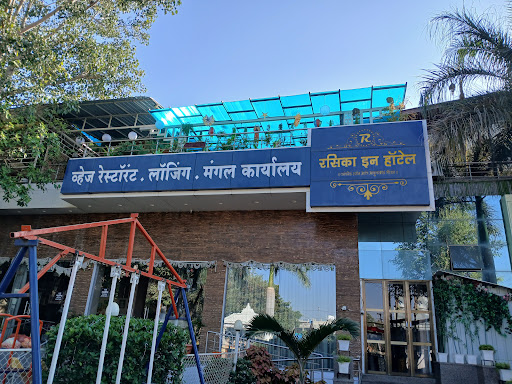 व्हेज रेस्टॉरंट . लॉजिंग . मंगल कार्यालय
R
रसिका इन हॉटेल